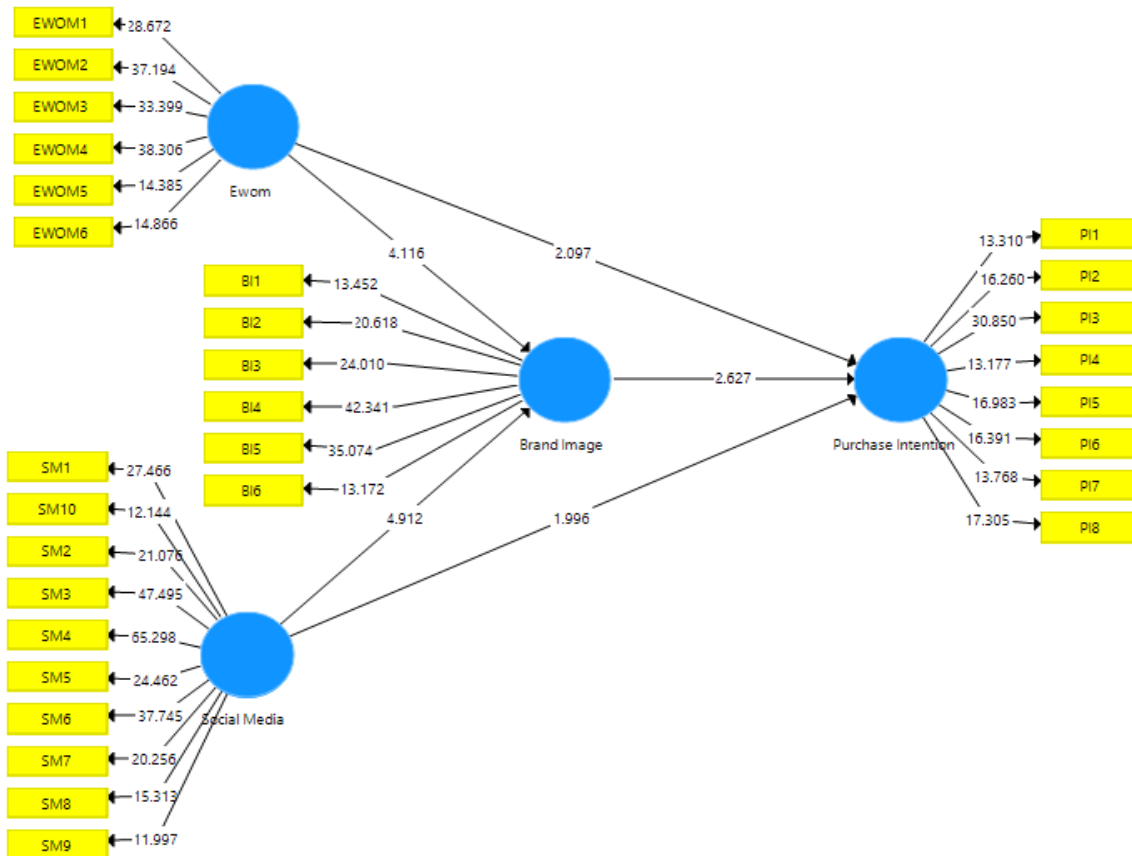 EWOM1
28.672
EWOM2
37.194
EWOM3
33.399
EWOM4
38.306
EWOM5
14.385
EWOM6
14.866
Ewom
4.116
2.097
BI1
13.452
BI2
20.618
BI3
24.010
BI4
42.341
BI5
35.074
BI6
13.172
Brand Image
2.627
4.912
1.996
SM1
27.466
SM10
12.144
SM2
21.076
SM3
47.495
SM4
65.298
SM5
24.462
SM6
37.745
SM7
20.256
SM8
15.313
SM9
11.997
Social Media
Purchase Intention
13.310
PI1
16.260
PI2
30.850
PI3
13.177
PI4
16.983
PI5
16.391
PI6
13.768
PI7
17.305
PI8